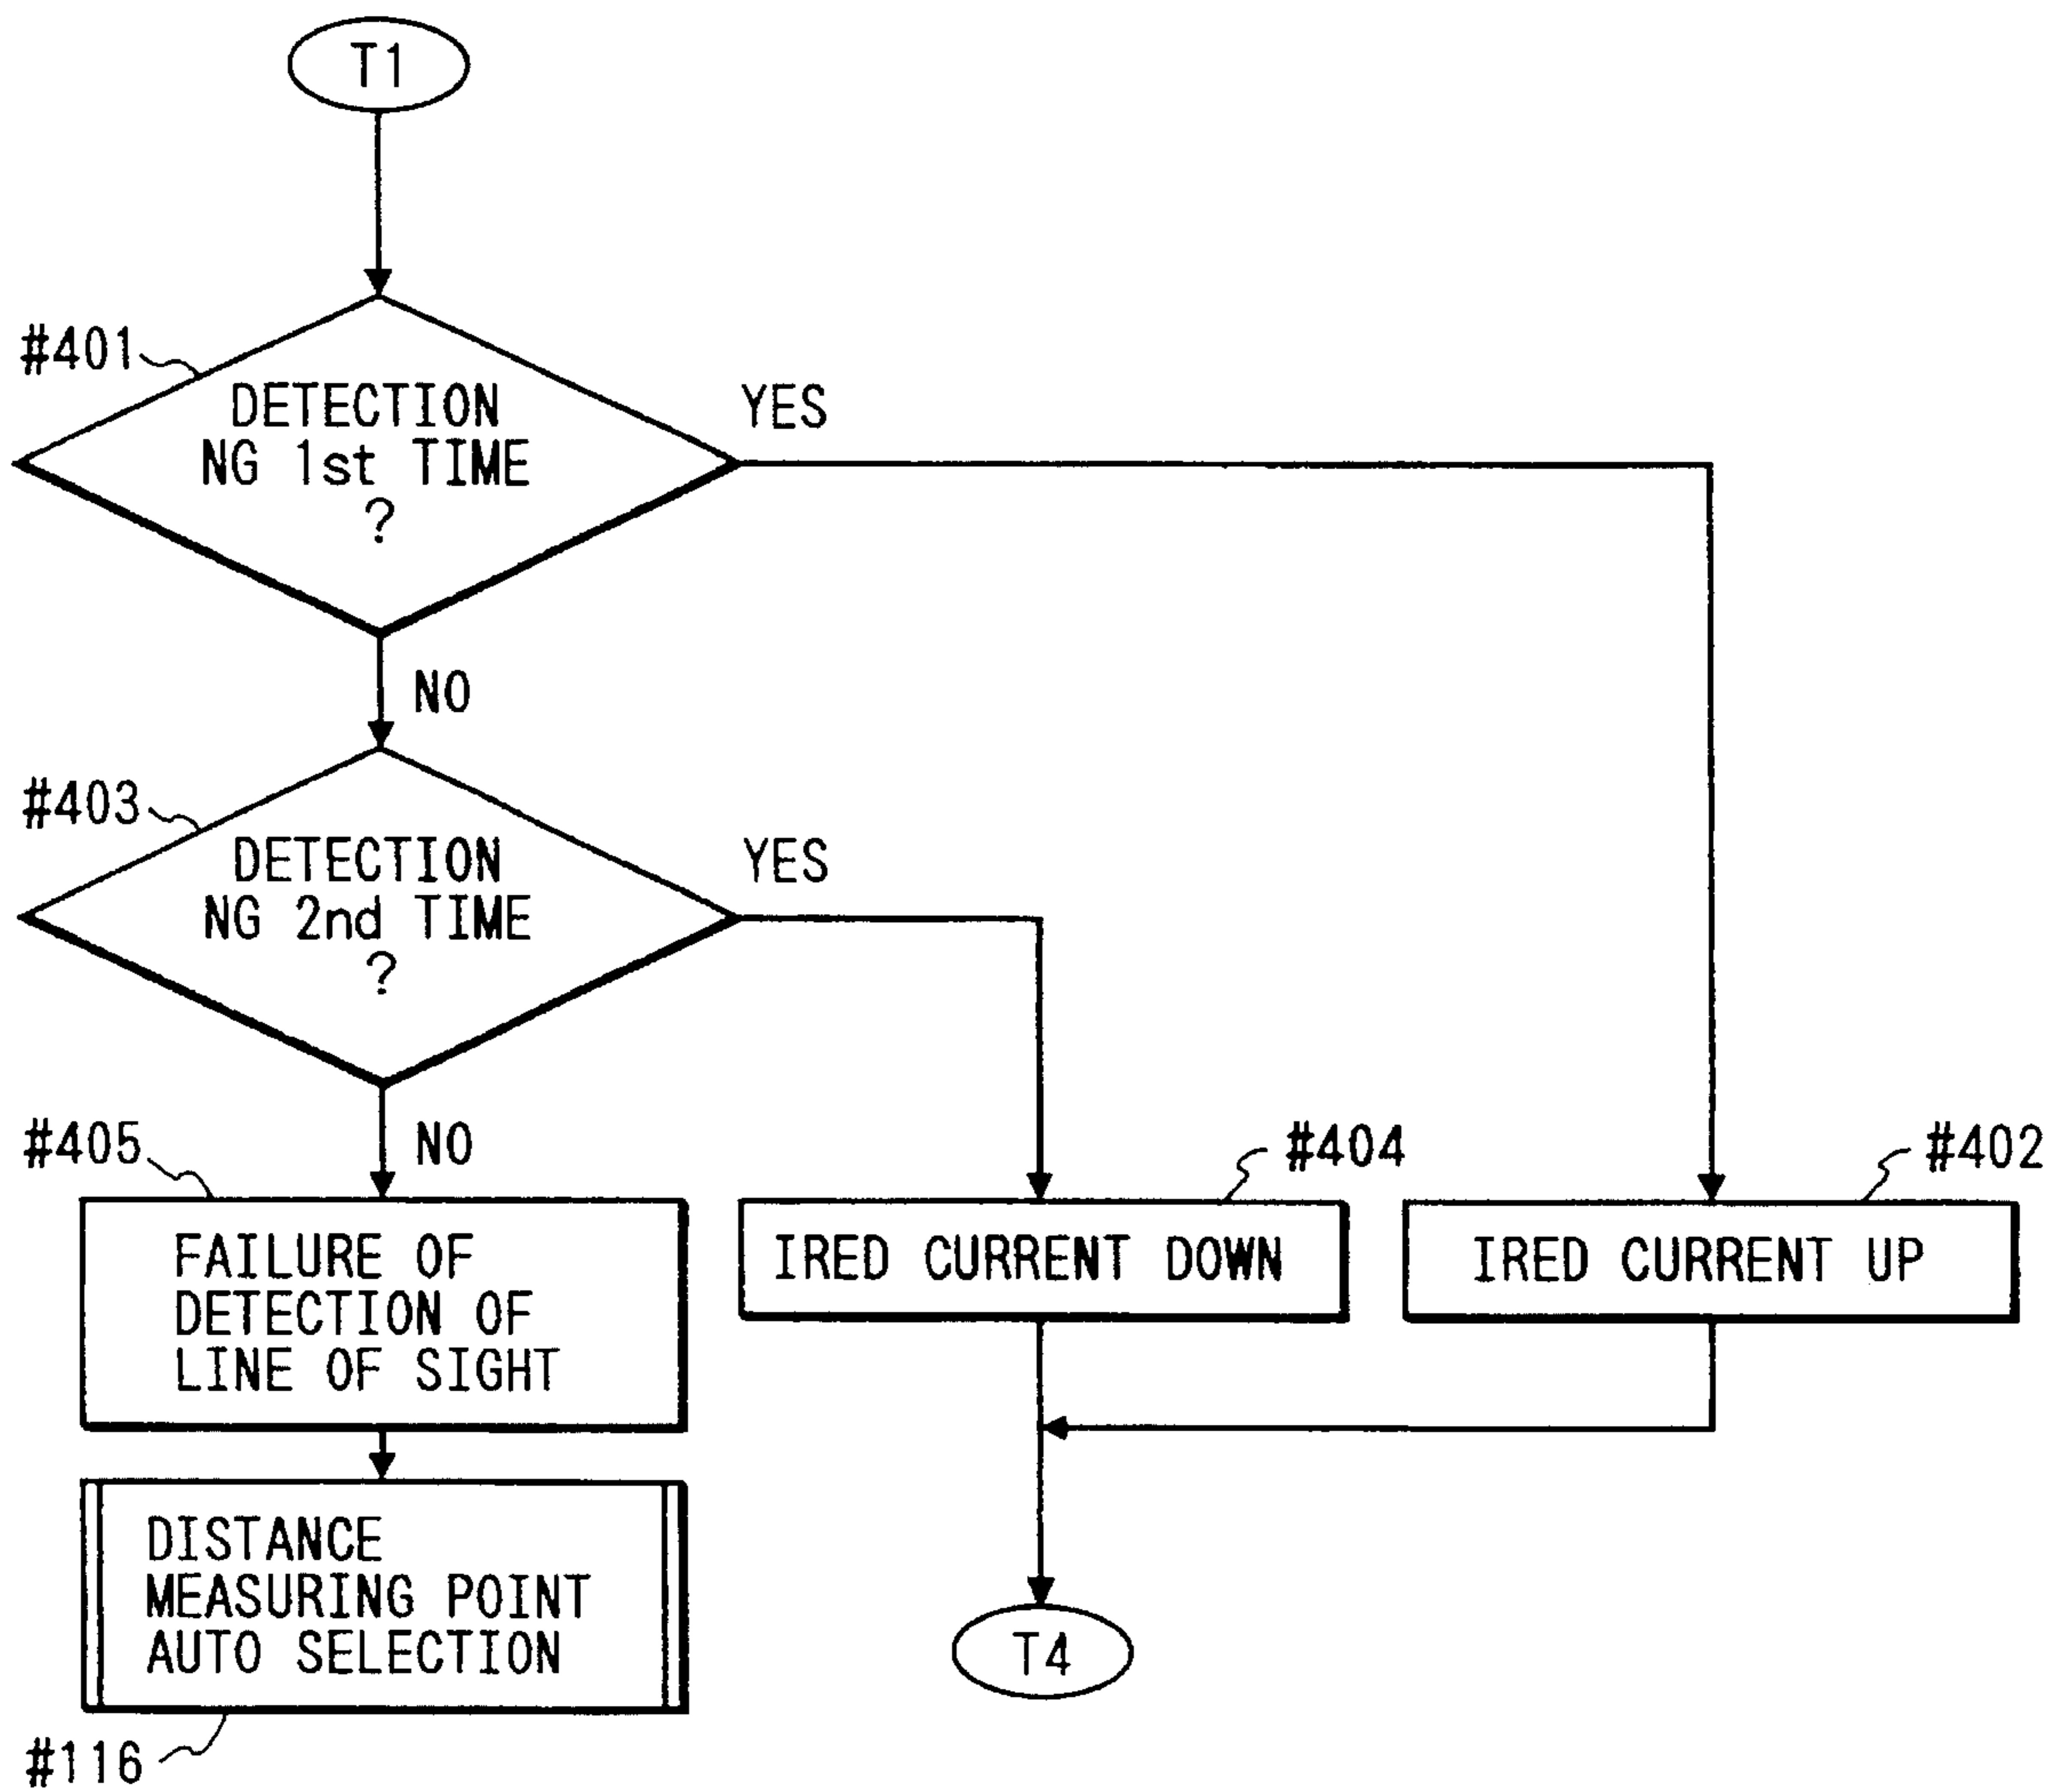 T1
#401
DETECTION
NG 1st TIME
?
YES
NO
#403
DETECTION
NG 2nd TIME
?
YES
NO
#405
FAILURE OF
DETECTION OF
LINE OF SIGHT
#404
IRED CURRENT DOWN
#402
IRED CURRENT UP
DISTANCE
MEASURING POINT
AUTO SELECTION
#116
T4